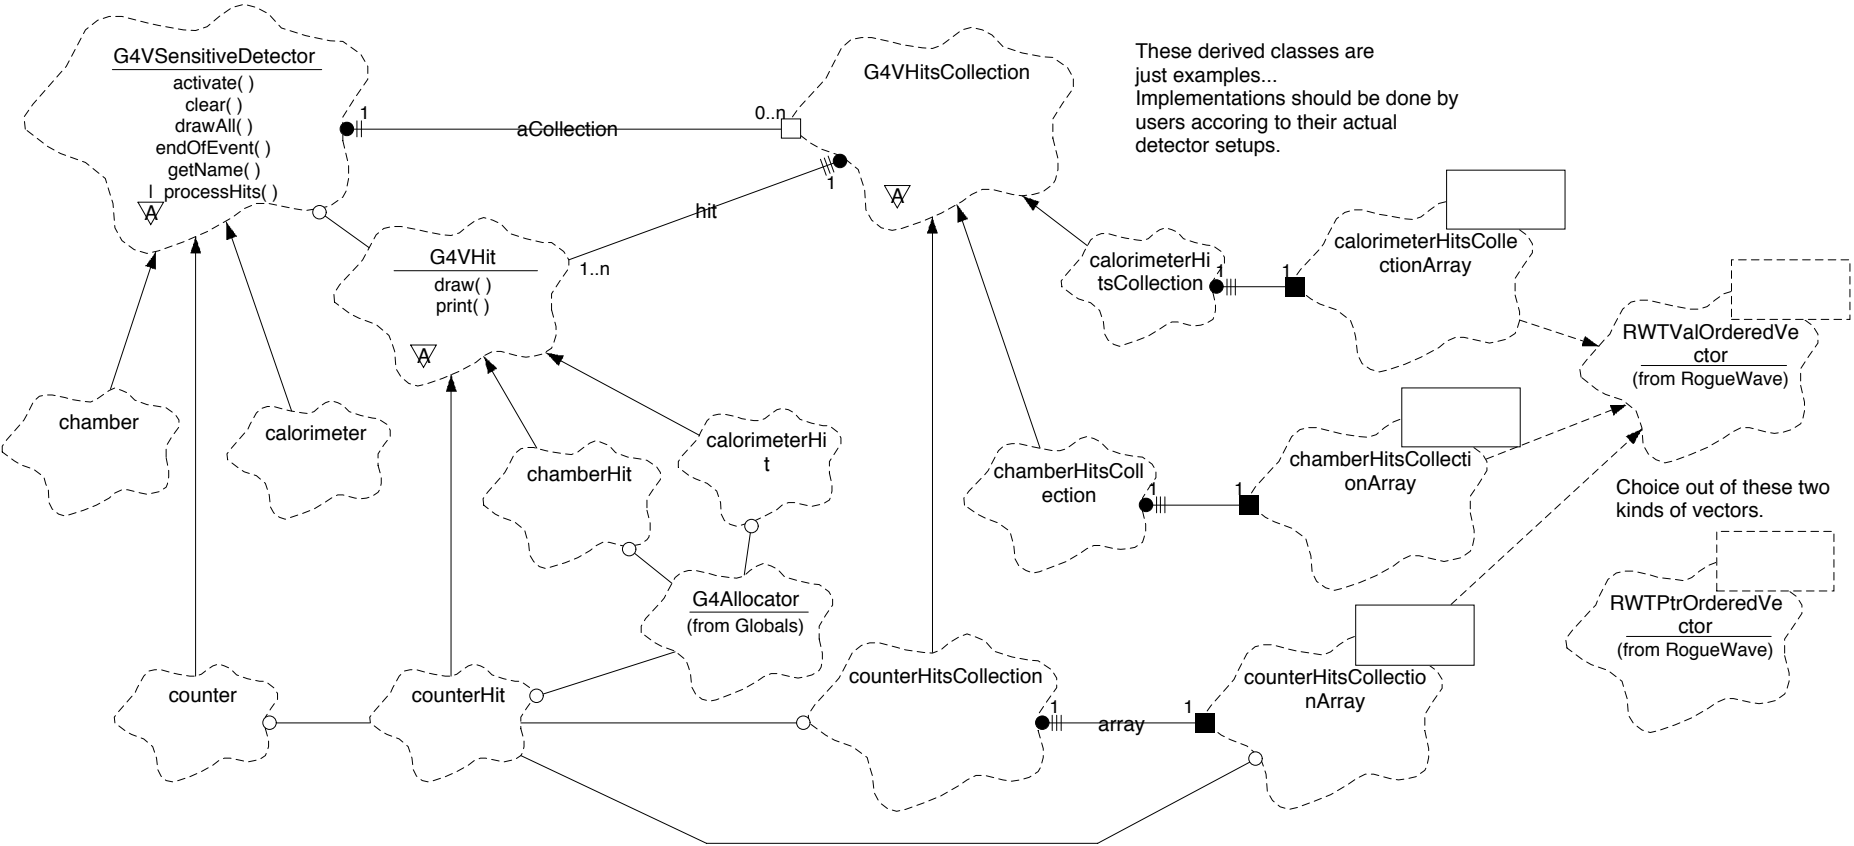 G4VSensitiveDetector
activate( )
clear( )
drawAll( )
endOfEvent( )
getName( )
processHits( )
A
1
aCollection
0..n
G4VHitsCollection
A
1
hit
1..n
These derived classes are
just examples...
Implementations should be done by
users accoring to their actual
detector setups.
G4VHit
draw( )
print( )
A
calorimeterHi
tsCollection
1
1
calorimeterHitsColle
ctionArray
RWTValOrderedVe
ctor
(from RogueWave)
chamber
calorimeter
chamberHit
calorimeterHi
t
chamberHitsColl
ection
1
1
chamberHitsCollecti
onArray
Choice out of these two
kinds of vectors.
G4Allocator
(from Globals)
RWTPtrOrderedVe
ctor
(from RogueWave)
counter
counterHit
counterHitsCollection
1
array
1
counterHitsCollectio
nArray